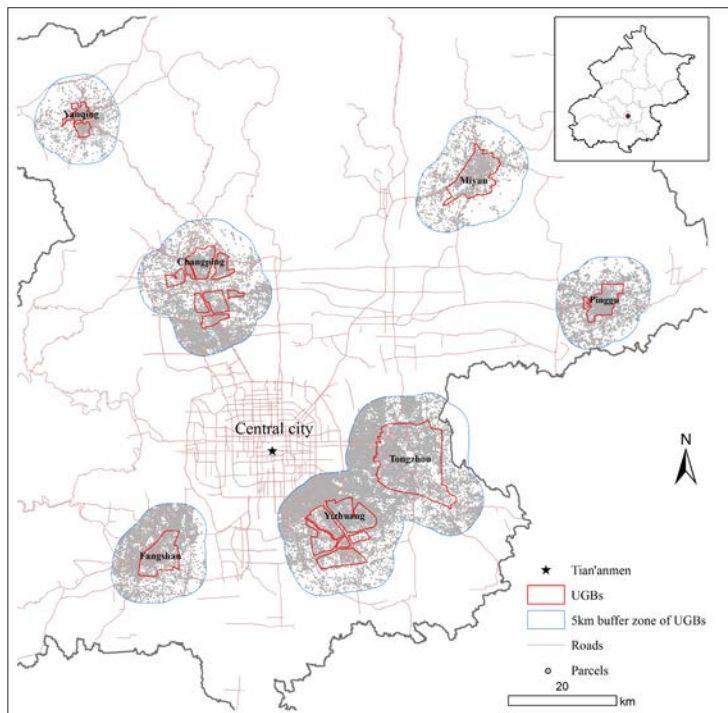 Yanqing
Miyun
Changping
Pinggu
Central city
Tongzhou
Yizhuang
Fangshan
N
Tian'anmen
UGBs
5km buffer zone of UGBs
Roads
Parcels
20
km